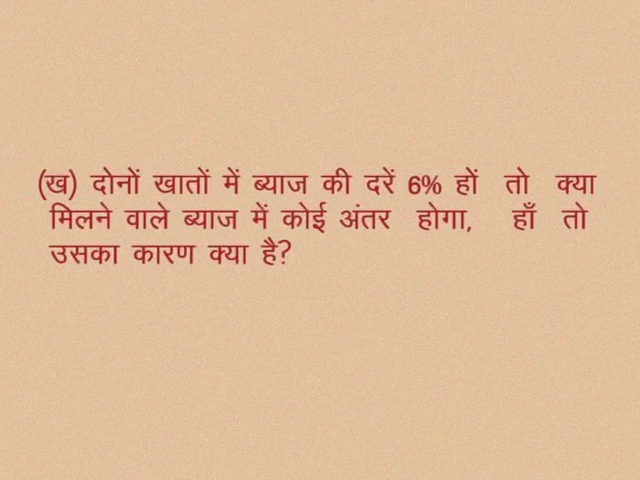 (ख) दोनों खातों में ब्याज की दरें 6% हों तो क्या
मिलने वाले ब्याज में कोई अंतर होगा, हाँ तो
उसका कारण क्या है?